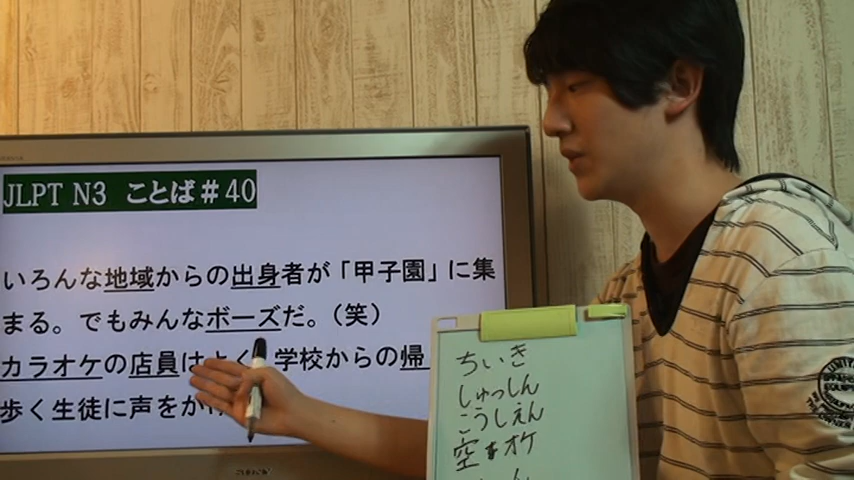 JLPT N3 ことば＃40
いろんな地域からの出身者が「甲子園」に集
まる。でもみんなボーズだ。（笑）
カラオケの店員はよく 学校からの帰
歩く生徒に声をか
ちいき
しゅっしん
こうしえん
空オケ